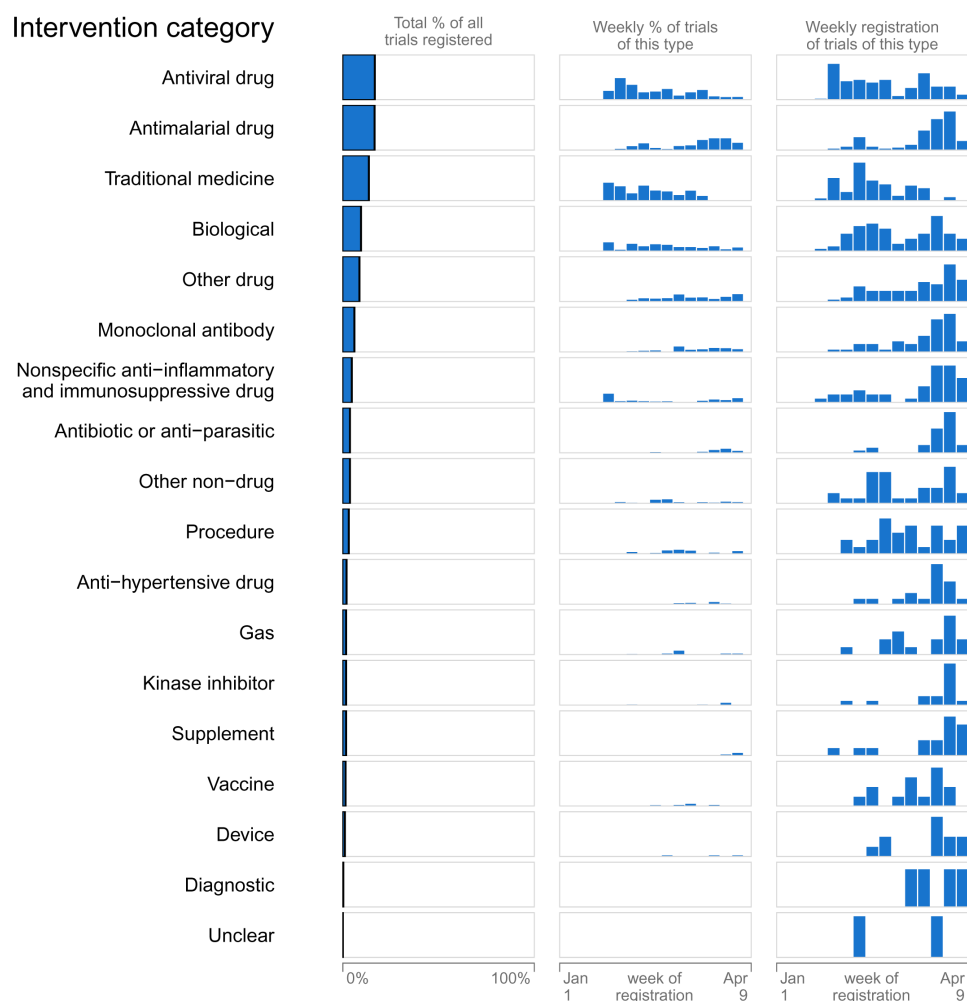 Intervention category
Total % of all
trials registered
Weekly % of trials
of this type
Weekly registration
of trials of this type
Antiviral drug
Antimalarial drug
Traditional medicine
Biological
Other drug
Monoclonal antibody
Nonspecific anti−inflammatory
and immunosuppressive drug
Antibiotic or anti−parasitic
Other non−drug
Procedure
Anti−hypertensive drug
Gas
Kinase inhibitor
Supplement
Vaccine
Device
Diagnostic
Unclear
0% 100%
Jan week of Apr
1 registration 9
Jan week of Apr
1 registration 9